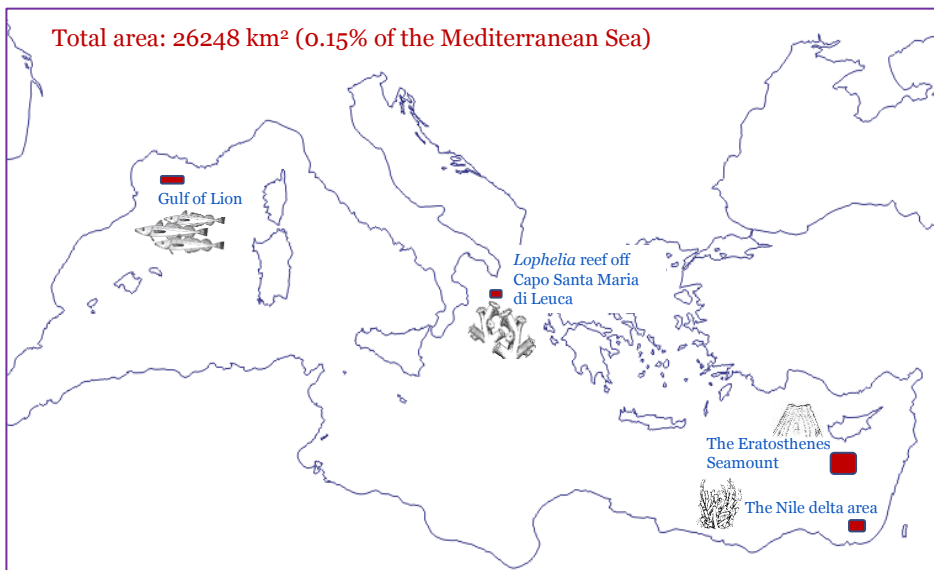 Total area: 26248 km² (0.15% of the Mediterranean Sea)
Gulf of Lion
Lophelia reef off
Capo Santa Maria
di Leuca
The Eratosthenes
Seamount
The Nile delta area